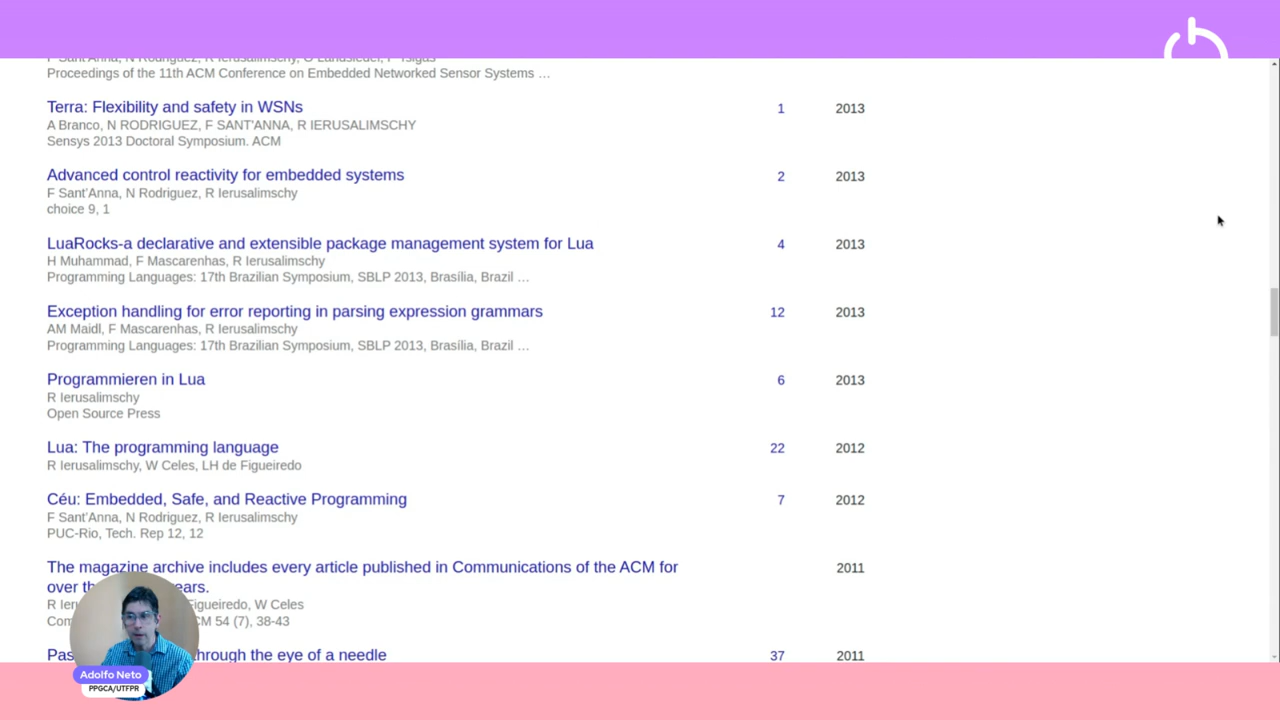 F Sant'Anna, N Rodriguez, R Ierusalimschy, O Landsiedel, P Tsigas
Proceedings of the 11th ACM Conference on Embedded Networked Sensor Systems …
Terra: Flexibility and safety in WSNs 1 2013
A Branco, N RODRIGUEZ, F SANT'ANNA, R IERUSALIMSCHY
Sensys 2013 Doctoral Symposium. ACM
Advanced control reactivity for embedded systems 2 2013
F Sant'Anna, N Rodriguez, R Ierusalimschy
choice 9, 1
LuaRocks-a declarative and extensible package management system for Lua 4 2013
H Muhammad, F Mascarenhas, R Ierusalimschy
Programming Languages: 17th Brazilian Symposium, SBLP 2013, Brasília, Brazil …
Exception handling for error reporting in parsing expression grammars 12 2013
AM Maidl, F Mascarenhas, R Ierusalimschy
Programming Languages: 17th Brazilian Symposium, SBLP 2013, Brasília, Brazil …
Programmieren in Lua 6 2013
R Ierusalimschy
Open Source Press
Lua: The programming language 22 2012
R Ierusalimschy, W Celes, LH de Figueiredo
Céu: Embedded, Safe, and Reactive Programming 7 2012
F Sant'Anna, N Rodriguez, R Ierusalimschy
PUC-Rio, Tech. Rep 12, 12
The magazine archive includes every article published in Communications of the ACM for 2011
over ears.
R Figueiredo, W Celes
CM 54 (7), 38-43
through the eye of a needle 37 2011
Adolfo Neto
PPGCA/UTFPR